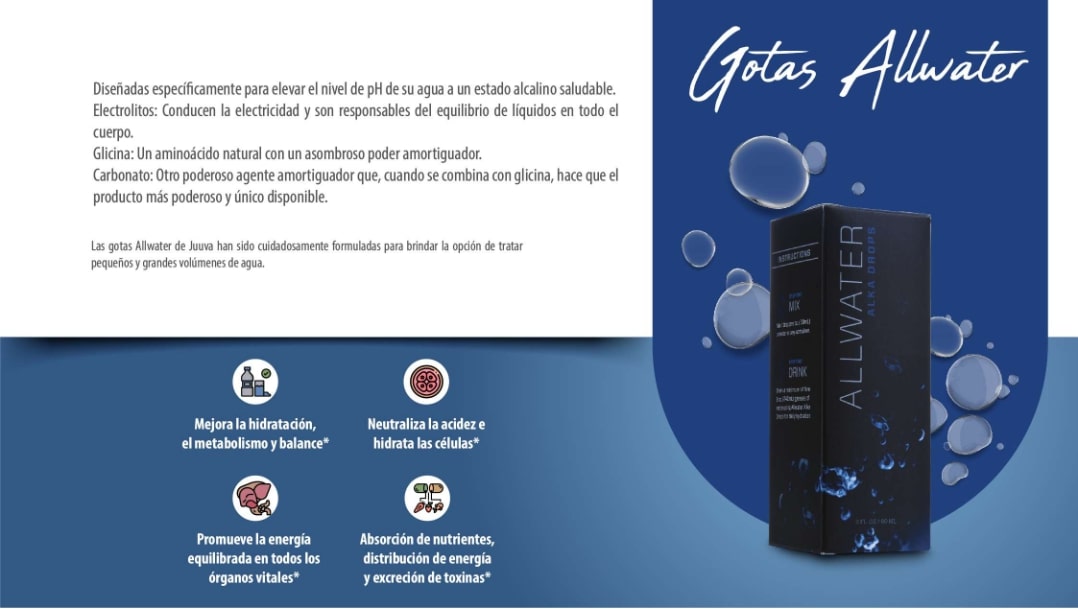 Gotas Allwater
Diseñadas específicamente para elevar el nivel de pH de su agua a un estado alcalino saludable.
Electrolitos: Conducen la electricidad y son responsables del equilibrio de líquidos en todo el
cuerpo.
Glicina: Un aminoácido natural con un asombroso poder amortiguador.
Carbonato: Otro poderoso agente amortiguador que, cuando se combina con glicina, hace que el
producto más poderoso y único disponible.
Las gotas Allwater de Juuva han sido cuidadosamente formuladas para brindar la opción de tratar
pequeños y grandes volúmenes de agua.
Mejora la hidratación,
el metabolismo y balance*
Neutraliza la acidez e
hidrata las células*
Promueve la energía
equilibrada en todos los
órganos vitales*
Absorción de nutrientes,
distribución de energía
y excreción de toxinas*
INSTRUCTIONS
MIX
DRINK
ALLWATER
ALKA DROPS